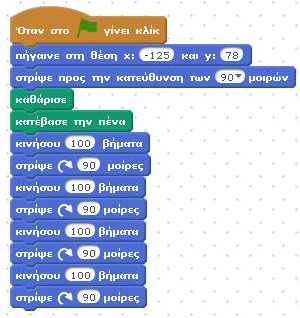 Όταν στο γίνει κλικ
πήγαινε στη θέση x: -125 και y: 78
στρίψε προς την κατεύθυνση των 90 μοιρών
καθάρισε
κατέβασε την πένα
κινήσου 100 βήματα
στρίψε 90 μοίρες
κινήσου 100 βήματα
στρίψε 90 μοίρες
κινήσου 100 βήματα
στρίψε 90 μοίρες
κινήσου 100 βήματα
στρίψε 90 μοίρες